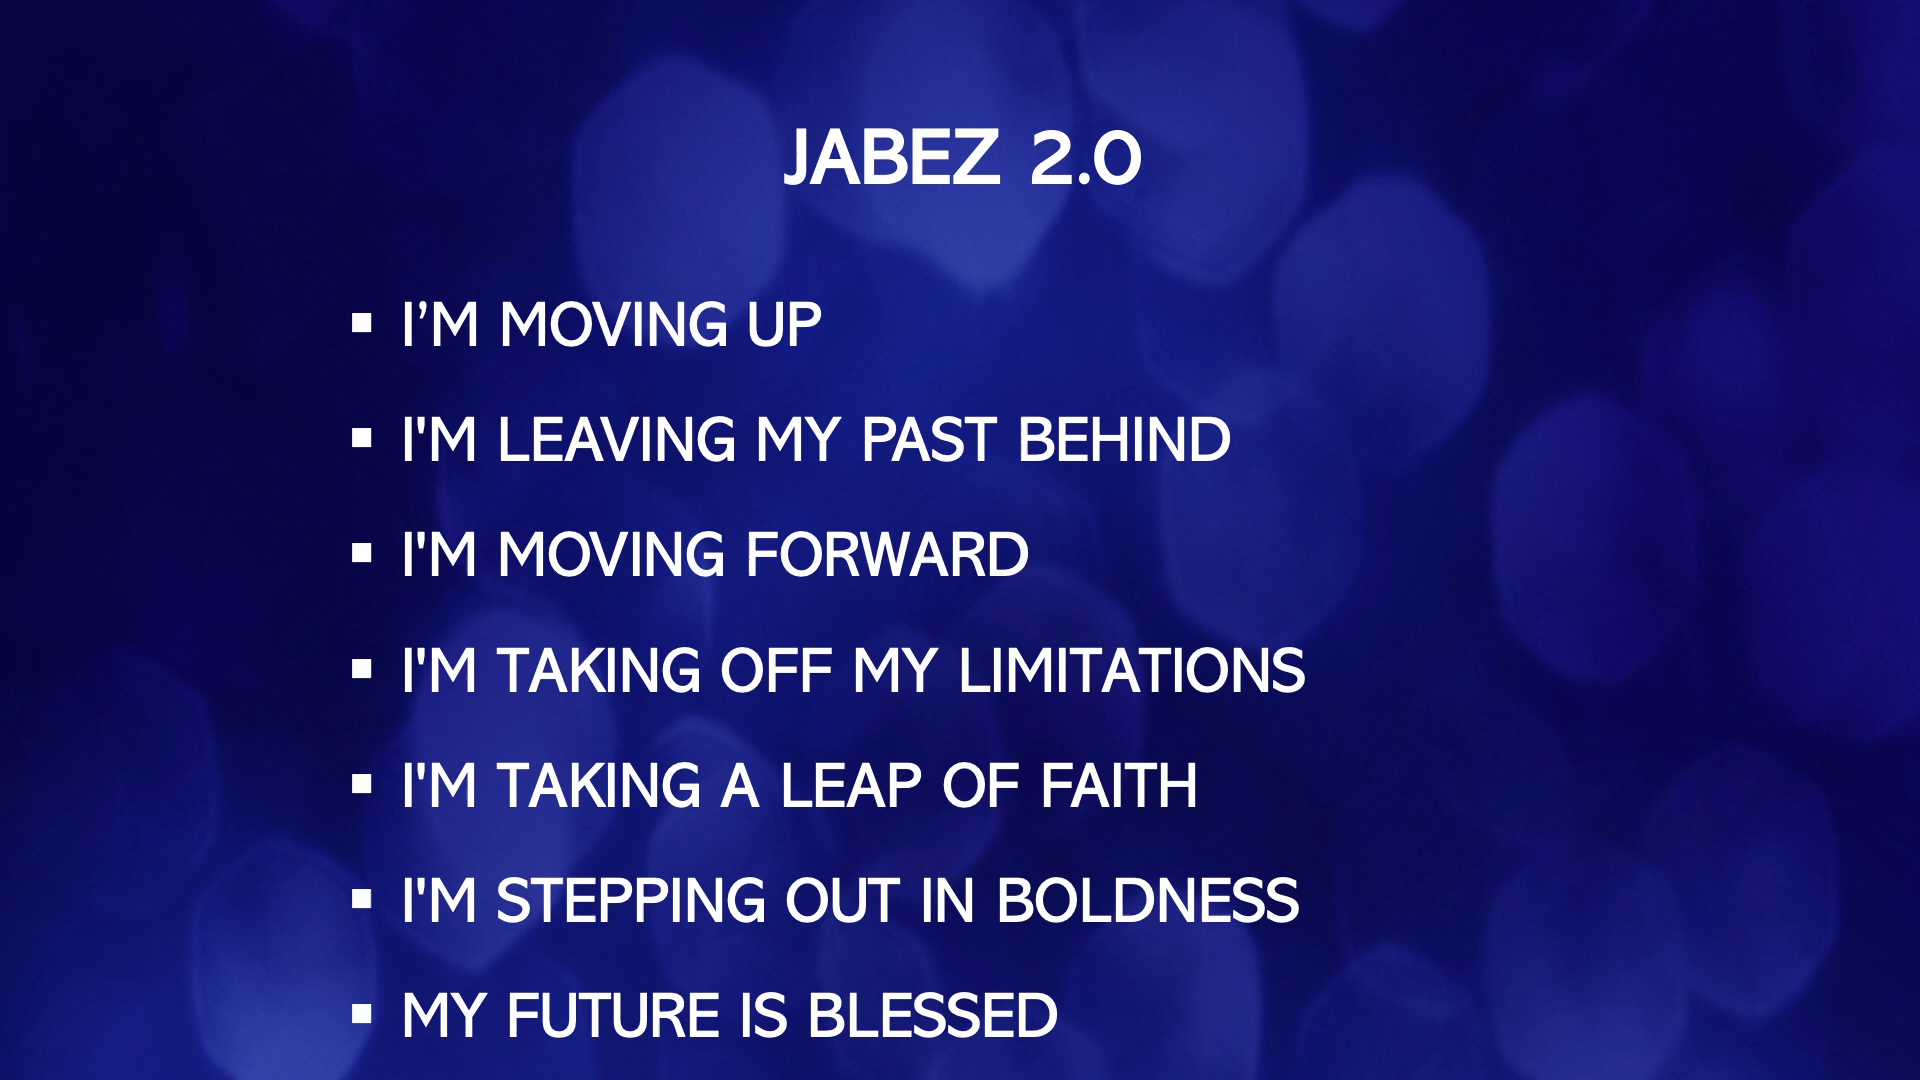 JABEZ 2.0
▪ I’M MOVING UP
▪ I'M LEAVING MY PAST BEHIND
▪ I'M MOVING FORWARD
▪ I'M TAKING OFF MY LIMITATIONS
▪ I'M TAKING A LEAP OF FAITH
▪ I'M STEPPING OUT IN BOLDNESS
▪ MY FUTURE IS BLESSED